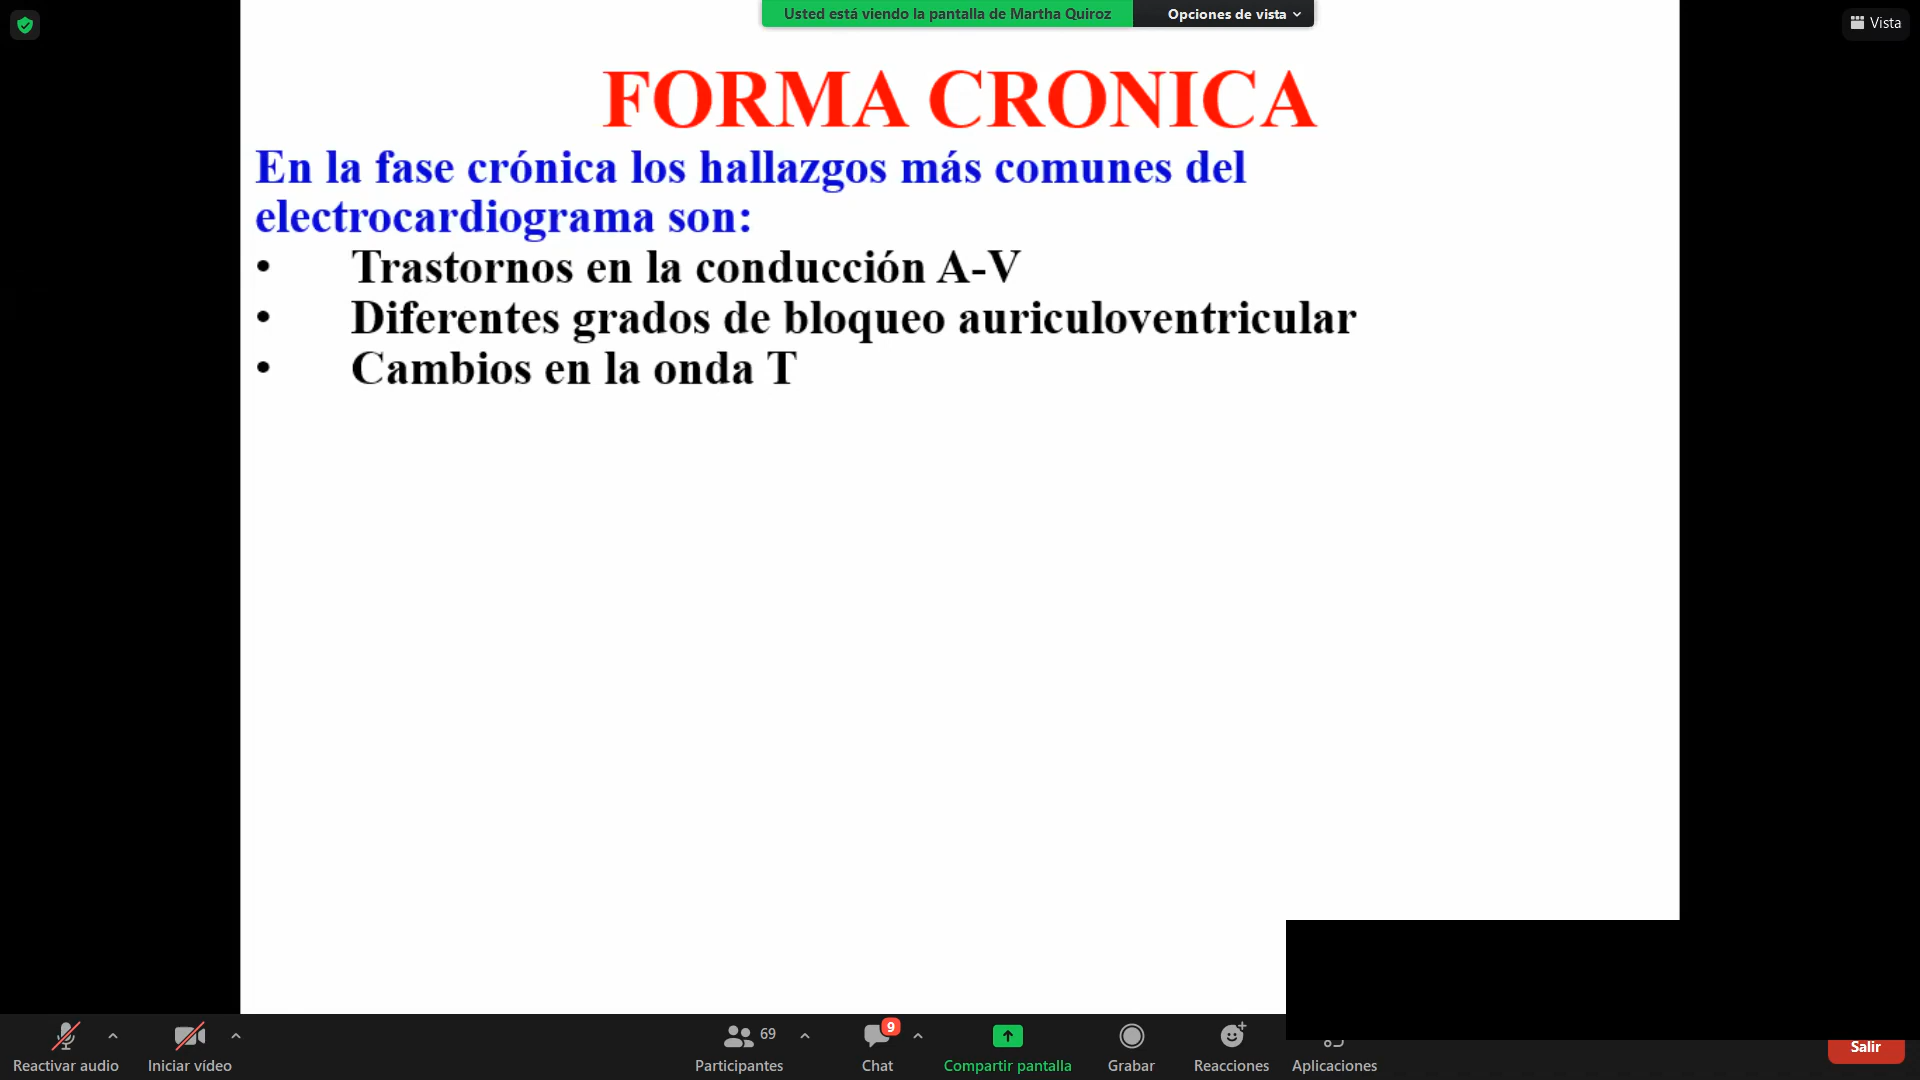 Usted está viendo la pantalla de Martha Quiroz
Opciones de vista
Vista
FORMA CRONICA
En la fase crónica los hallazgos más comunes del
electrocardiograma son:
• Trastornos en la conducción A-V
• Diferentes grados de bloqueo auriculoventricular
• Cambios en la onda T
Reactivar audio
Iniciar vídeo
69
Participantes
9
Chat
Compartir pantalla
Grabar
Reacciones
Aplicaciones
Salir